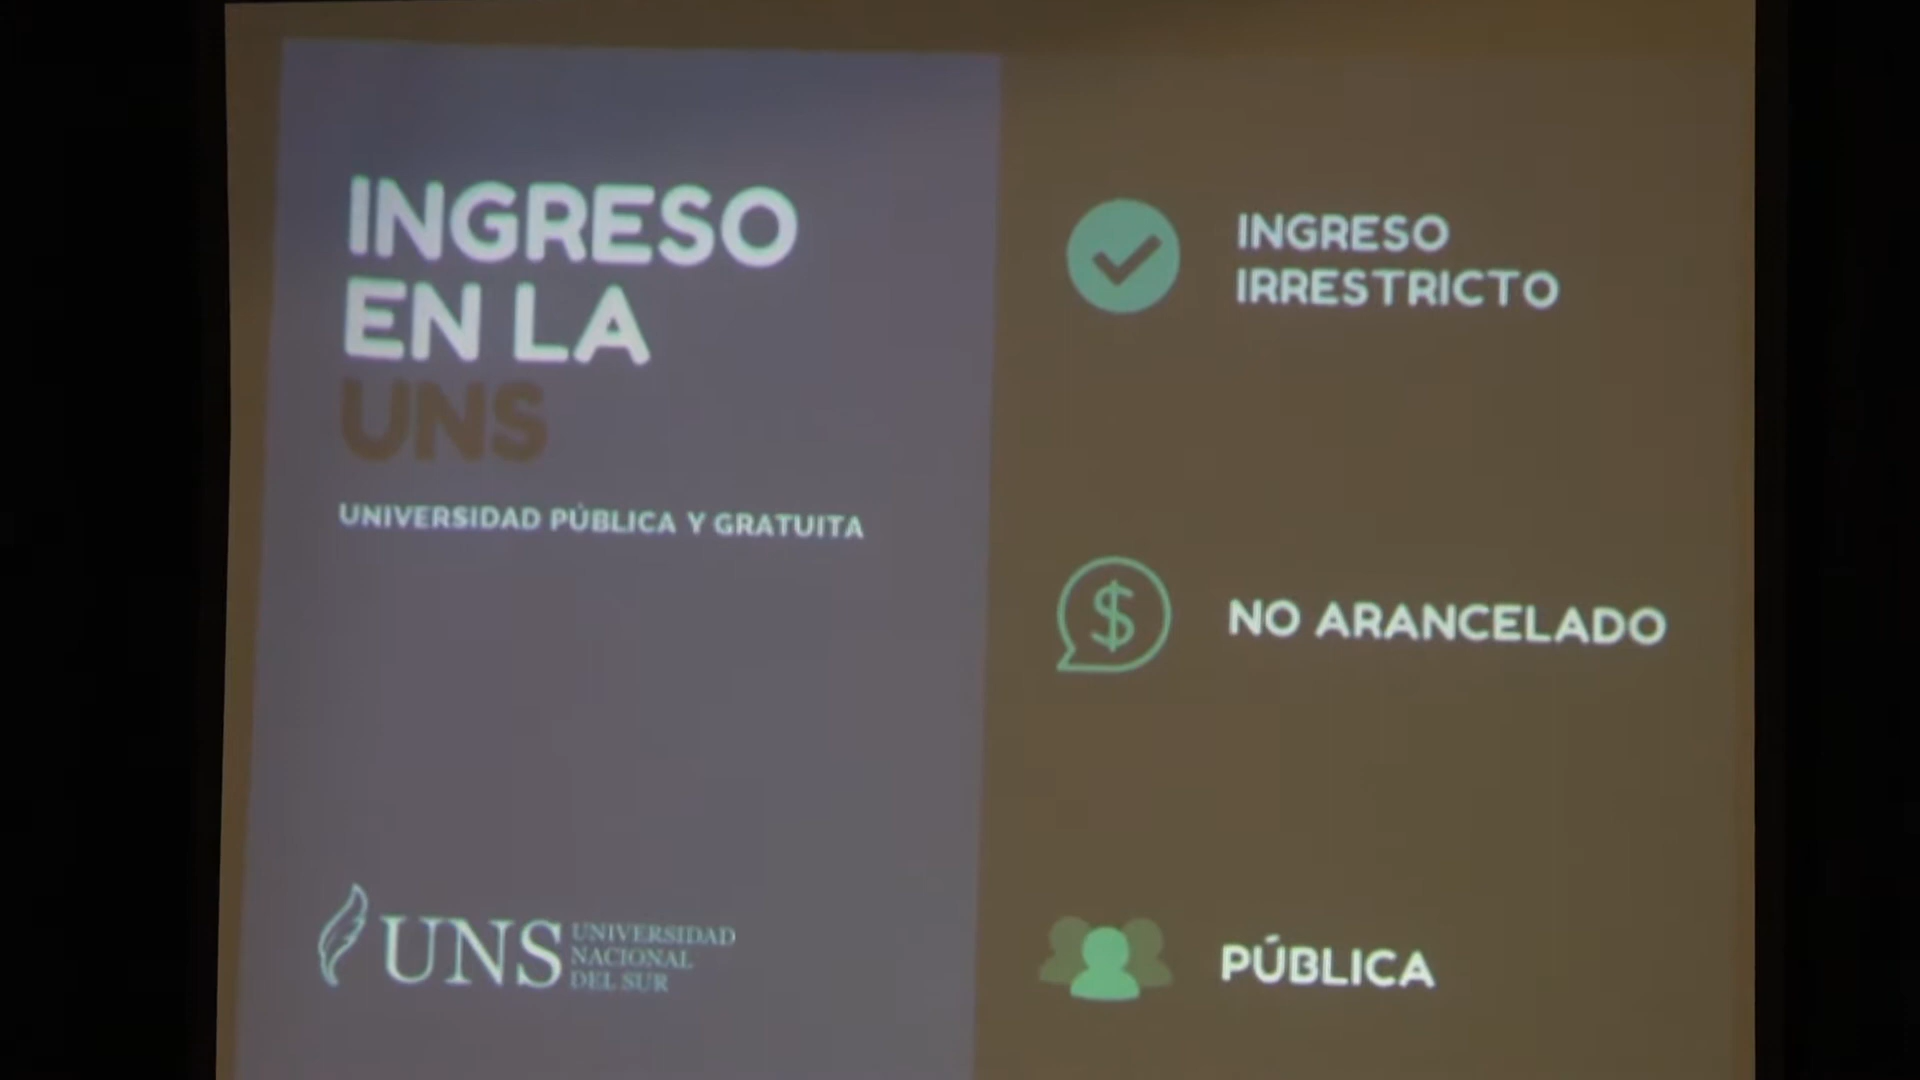 INGRESO
EN LA
UNS
UNIVERSIDAD PÚBLICA Y GRATUITA
UNS
UNIVERSIDAD
NACIONAL
DEL SUR
INGRESO
IRRESTRICTO
$
NO ARANCELADO
PÚBLICA